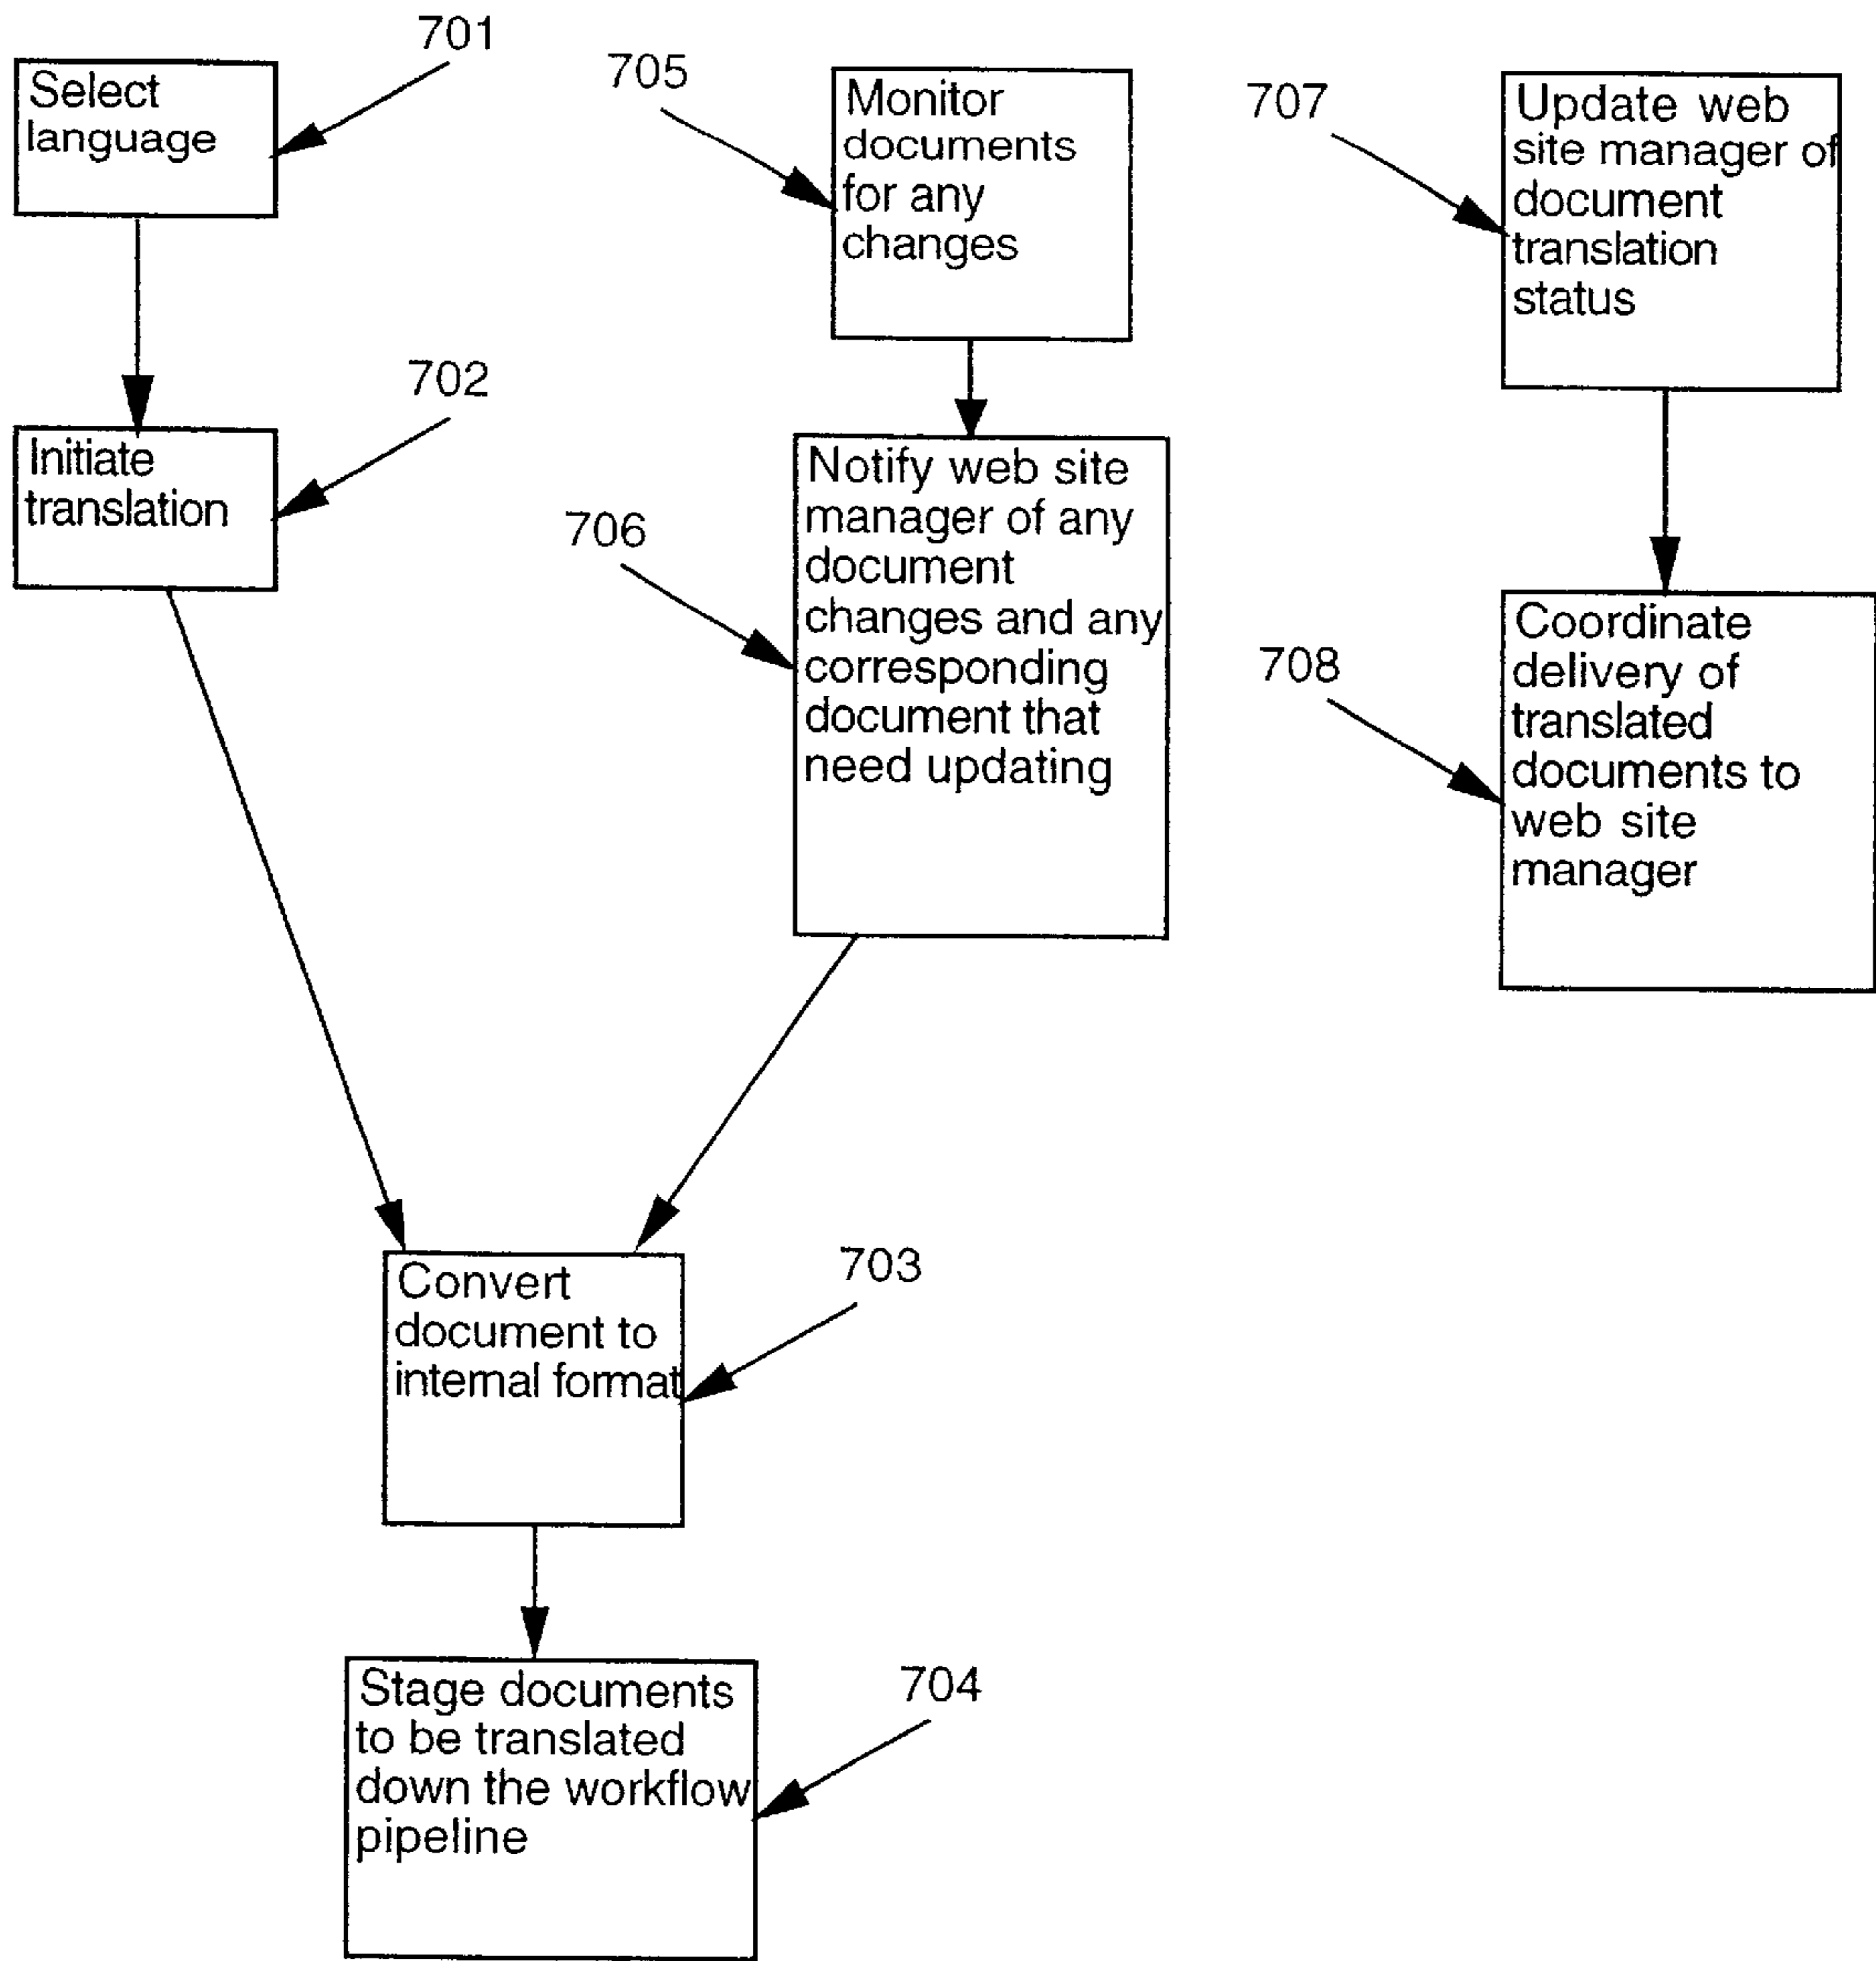 701
Select
language
702
Initiate
translation
705
Monitor
documents
for any
changes
706
Notify web site
manager of any
document
changes and any
corresponding
document that
need updating
707
Update web
site manager of
document
translation
status
708
Coordinate
delivery of
translated
documents to
web site
manager
703
Convert
document to
internal format
704
Stage documents
to be translated
down the workflow
pipeline